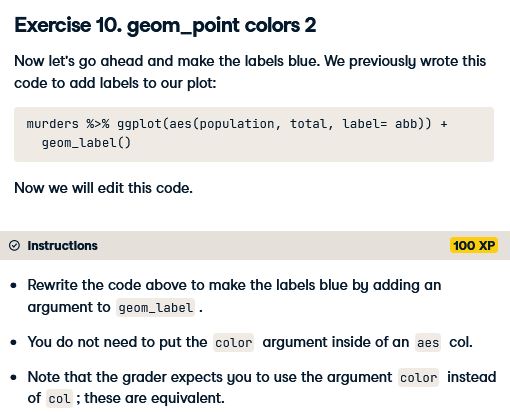 Exercise 10. geom_point colors 2
Now let's go ahead and make the labels blue. We previously wrote this
code to add labels to our plot:
murders %>% ggplot(aes(population, total, label= abb)) +
  geom_label()
Now we will edit this code.
Instructions
100 XP
• Rewrite the code above to make the labels blue by adding an
argument to geom_label .
• You do not need to put the color argument inside of an aes col.
• Note that the grader expects you to use the argument color instead
of col ; these are equivalent.